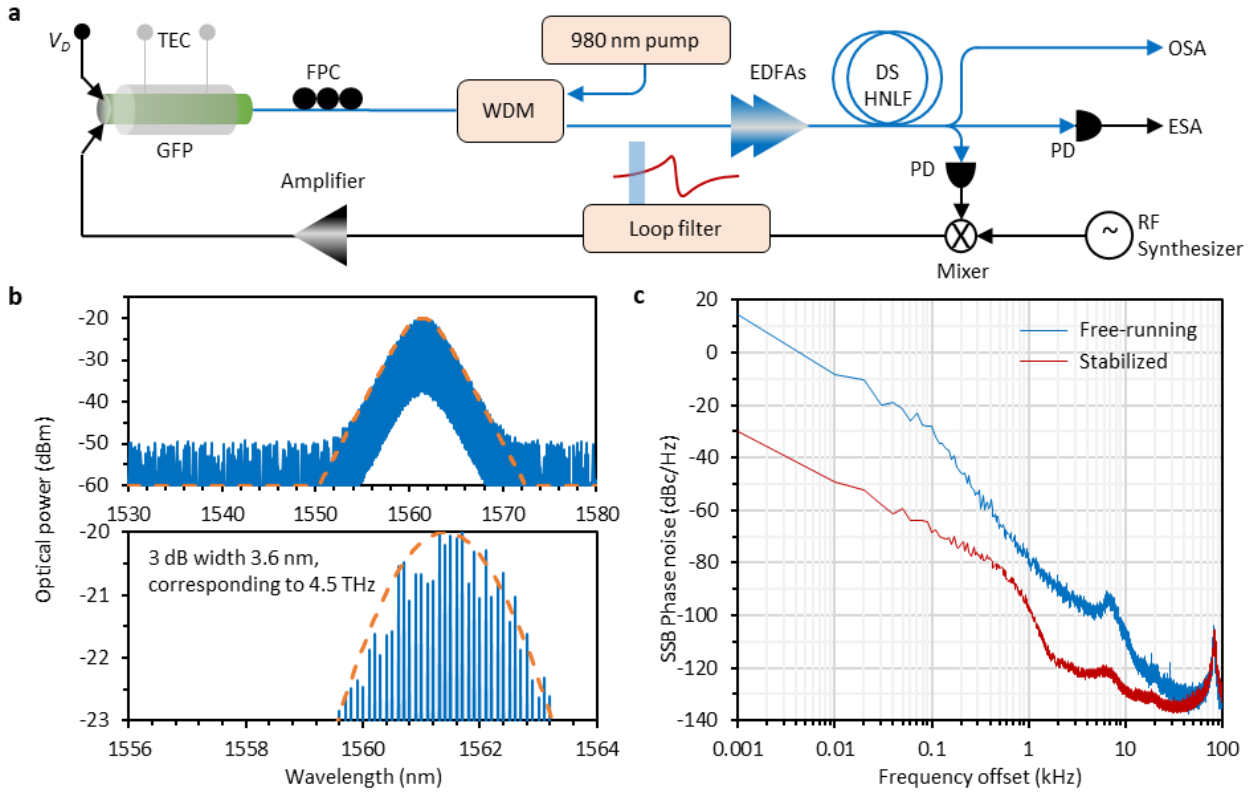 a
V_D
TEC
FPC
980 nm pump
WDM
EDFAs
DS
HNLF
OSA
ESA
PD
PD
GFP
Amplifier
Loop filter
Mixer
~
RF
Synthesizer
b
Optical power (dBm)
-20
-30
-40
-50
-60
1530 1540 1550 1560 1570 1580
-20
-21
-22
-23
3 dB width 3.6 nm,
corresponding to 4.5 THz
1556 1558 1560 1562 1564
Wavelength (nm)
c
SSB Phase noise (dBc/Hz)
20
0
-20
-40
-60
-80
-100
-120
-140
Free-running
Stabilized
0.001 0.01 0.1 1 10 100
Frequency offset (kHz)